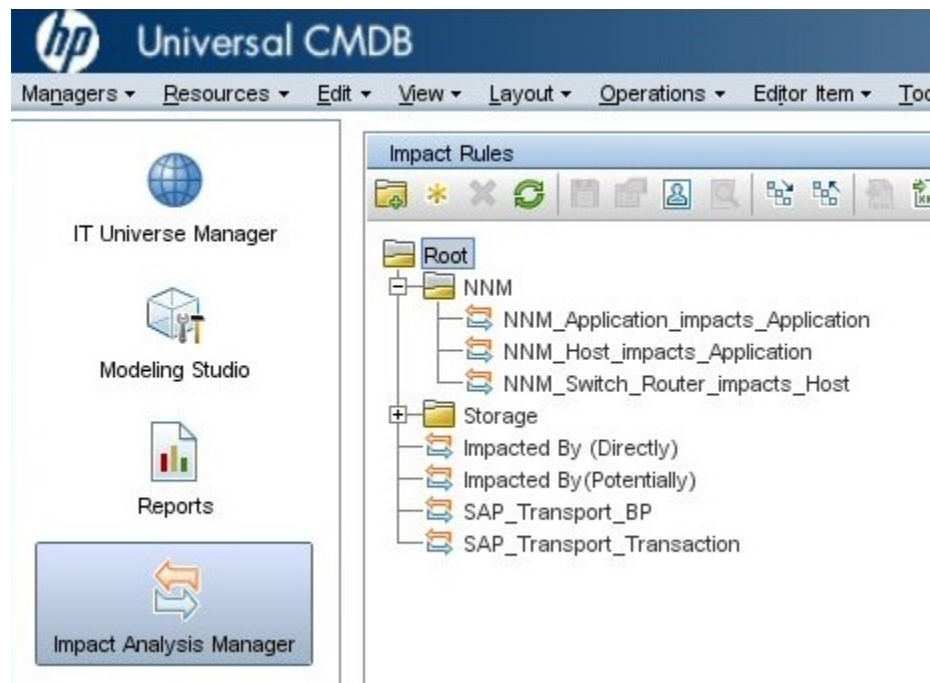 hp Universal CMDB
Managers Resources Edit View Layout Operations Editor Item
IT Universe Manager
Modeling Studio
Reports
Impact Analysis Manager
Impact Rules
Root
NNM
NNM_Application_impacts_Application
NNM_Host_impacts_Application
NNM_Switch_Router_impacts_Host
Storage
Impacted By (Directly)
Impacted By(Potentially)
SAP_Transport_BP
SAP_Transport_Transaction